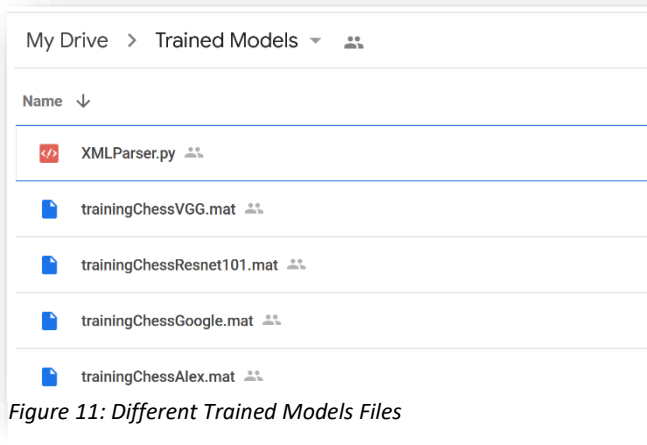 My Drive > Trained Models
Name ↓
XMLParser.py
trainingChessVGG.mat
trainingChessResnet101.mat
trainingChessGoogle.mat
trainingChessAlex.mat
Figure 11: Different Trained Models Files